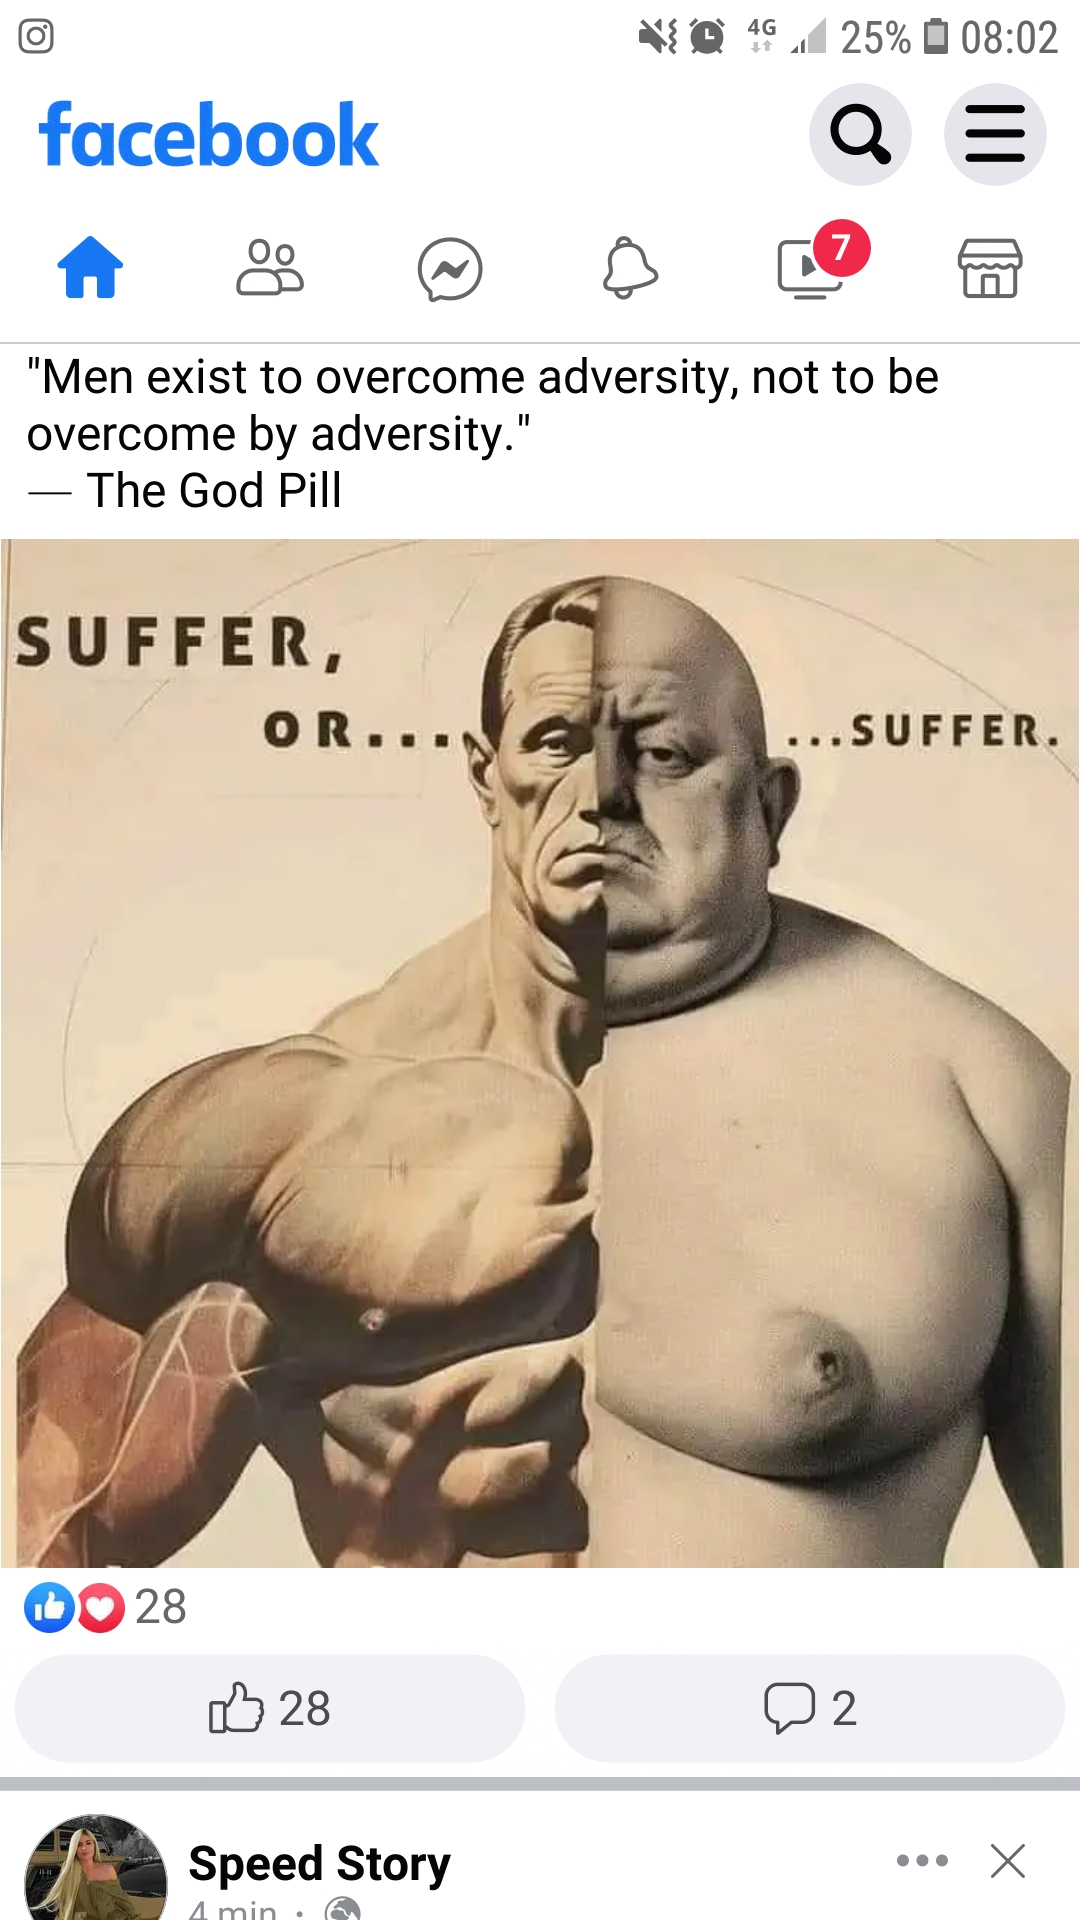 4G
25%
08:02
facebook
7
"Men exist to overcome adversity, not to be
overcome by adversity."
— The God Pill
SUFFER,
OR...
...SUFFER.
28
28
2
Speed Story
4 min ·